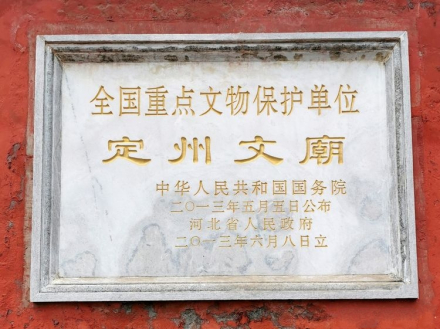 全国重点文物保护单位
定州文廟
中华人民共和国国务院
二〇一三年五月五日公布
河北省人民政府
二〇一三年六月八日立